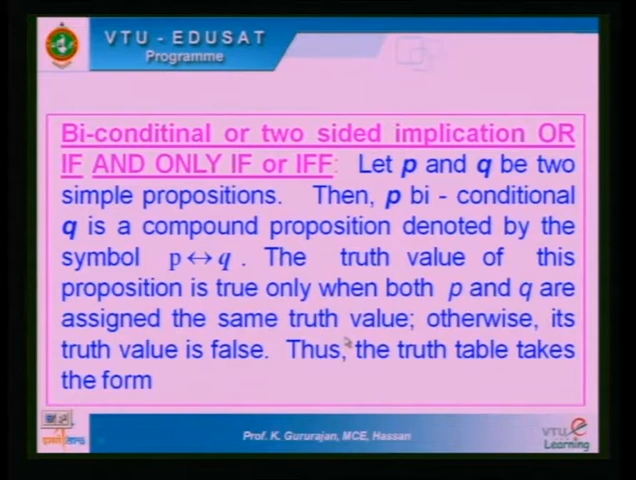 VTU - EDUSAT
Programme
Bi-conditinal or two sided implication OR
IF AND ONLY IF or IFF: Let p and q be two
simple propositions. Then, p bi - conditional
q is a compound proposition denoted by the
symbol p ↔ q . The truth value of this
proposition is true only when both p and q are
assigned the same truth value; otherwise, its
truth value is false. Thus, the truth table takes
the form
Prof. K. Gururajan, MCE, Hassan
VTU e
Learning